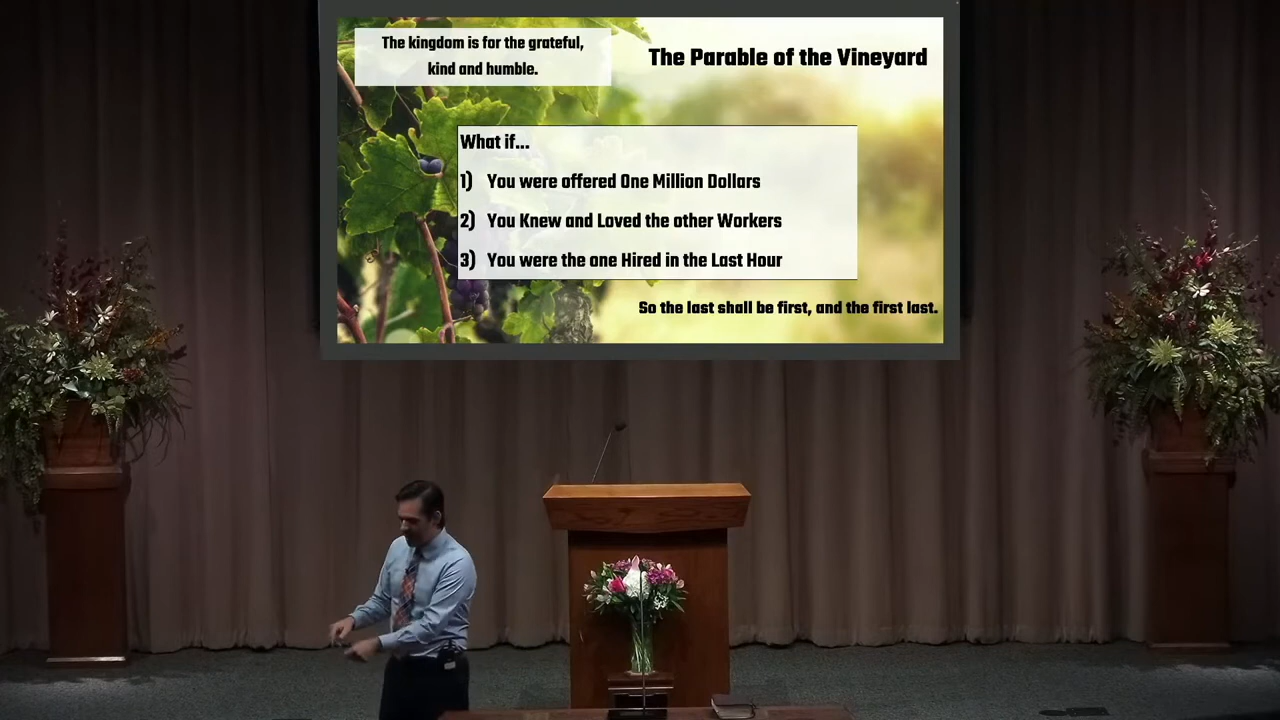 The kingdom is for the grateful,
kind and humble.
The Parable of the Vineyard
What if...
1) You were offered One Million Dollars
2) You Knew and Loved the other Workers
3) You were the one Hired in the Last Hour
So the last shall be first, and the first last.